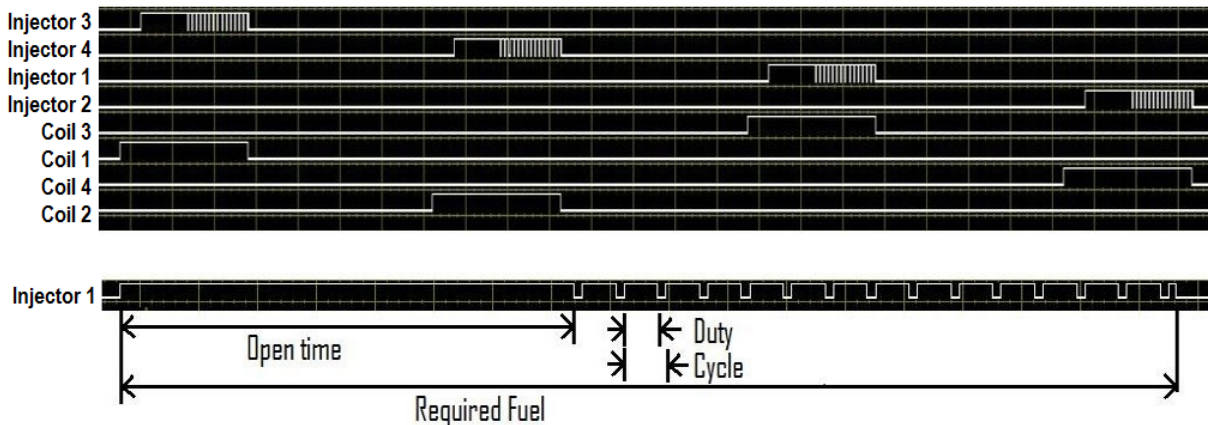 Injector 3
Injector 4
Injector 1
Injector 2
Coil 3
Coil 1
Coil 4
Coil 2
Injector 1
Open time
Duty
Cycle
Required Fuel